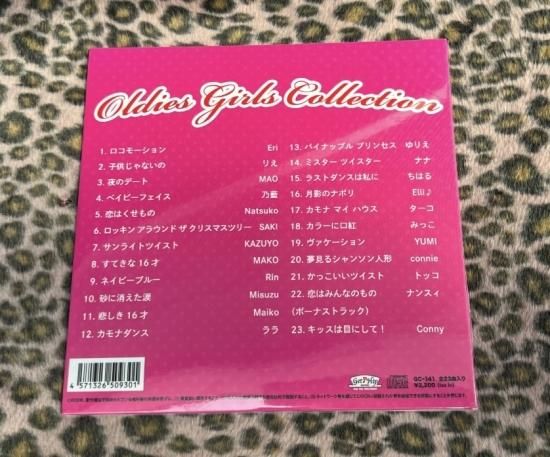 Oldies Girls Collection
1. ロコモーション Eri
2. 子供じゃないの りえ
3. 夜のデート MAO
4. ベイビーフェイス 乃藍
5. 恋はくせもの Natsuko
6. ロッキン アラウンド ザ クリスマスツリー SAKI
7. サンライトツイスト KAZUYO
8. すてきな 16 才 MAKO
9. ネイビーブルー Rin
10. 砂に消えた涙 Misuzu
11. 悲しき 16 才 Maiko
12. カモナダンス ララ
13. パイナップル プリンセス ゆりえ
14. ミスター ツイスター ナナ
15. ラストダンスは私に ちはる
16. 月影のナポリ Elli♪
17. カモナ マイ ハウス ターコ
18. カラーに口紅 みっこ
19. ヴァケーション YUMI
20. 夢見るシャンソン人形 connie
21. かっこいいツイスト トッコ
22. 恋はみんなのもの ナンスィ
(ボーナストラック)
23. キッスは目にして! Conny
4 571326 509301
GC-141 全23曲入り
¥2,200 (tax in)